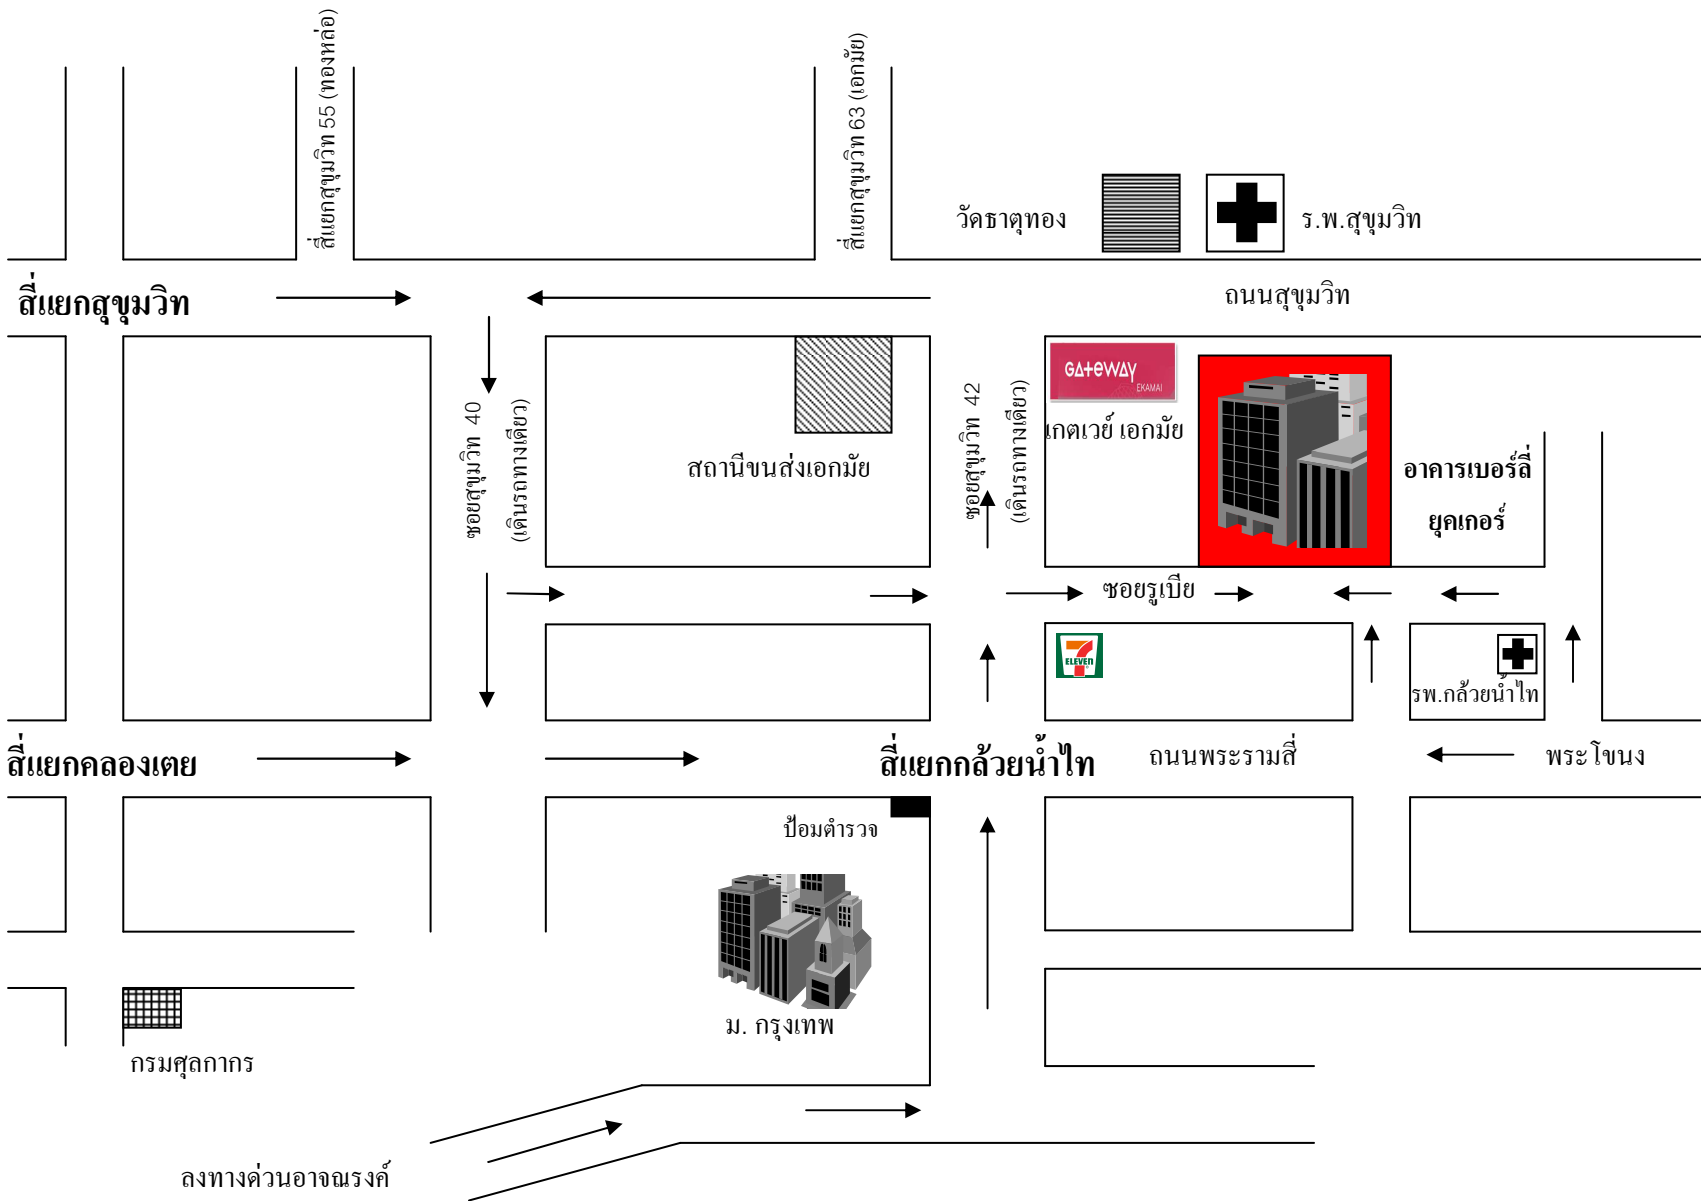 สี่แยกสุขุมวิท 55 (ทองหล่อ)
สี่แยกสุขุมวิท 63 (เอกมัย)
วัดธาตุทอง
ร.พ.สุขุมวิท
สี่แยกสุขุมวิท
ถนนสุขุมวิท
ซอยสุขุมวิท 40
(เดินรถทางเดียว)
สถานีขนส่งเอกมัย
ซอยสุขุมวิท 42
(เดินรถทางเดียว)
GATEWAY
EKAMAI
เกตเวย์ เอกมัย
อาคารเบอร์ลี่
ยุคเกอร์
ซอยรูเบีย
7
ELEVEN
รพ.กล้วยน้ำไท
สี่แยกคลองเตย
สี่แยกกล้วยน้ำไท
ถนนพระรามสี่
พระโขนง
ป้อมตำรวจ
ม. กรุงเทพ
กรมศุลกากร
ลงทางด่วนอาจณรงค์